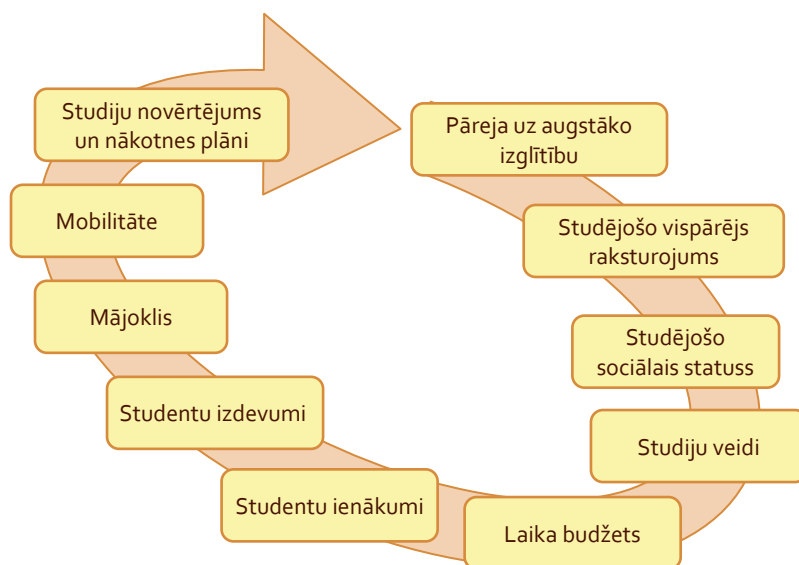 Pāreja uz augstāko
izglītību
Studējošo vispārējs
raksturojums
Studējošo
sociālais statuss
Studiju veidi
Laika budžets
Studentu ienākumi
Studentu izdevumi
Mājoklis
Mobilitāte
Studiju novērtējums
un nākotnes plāni